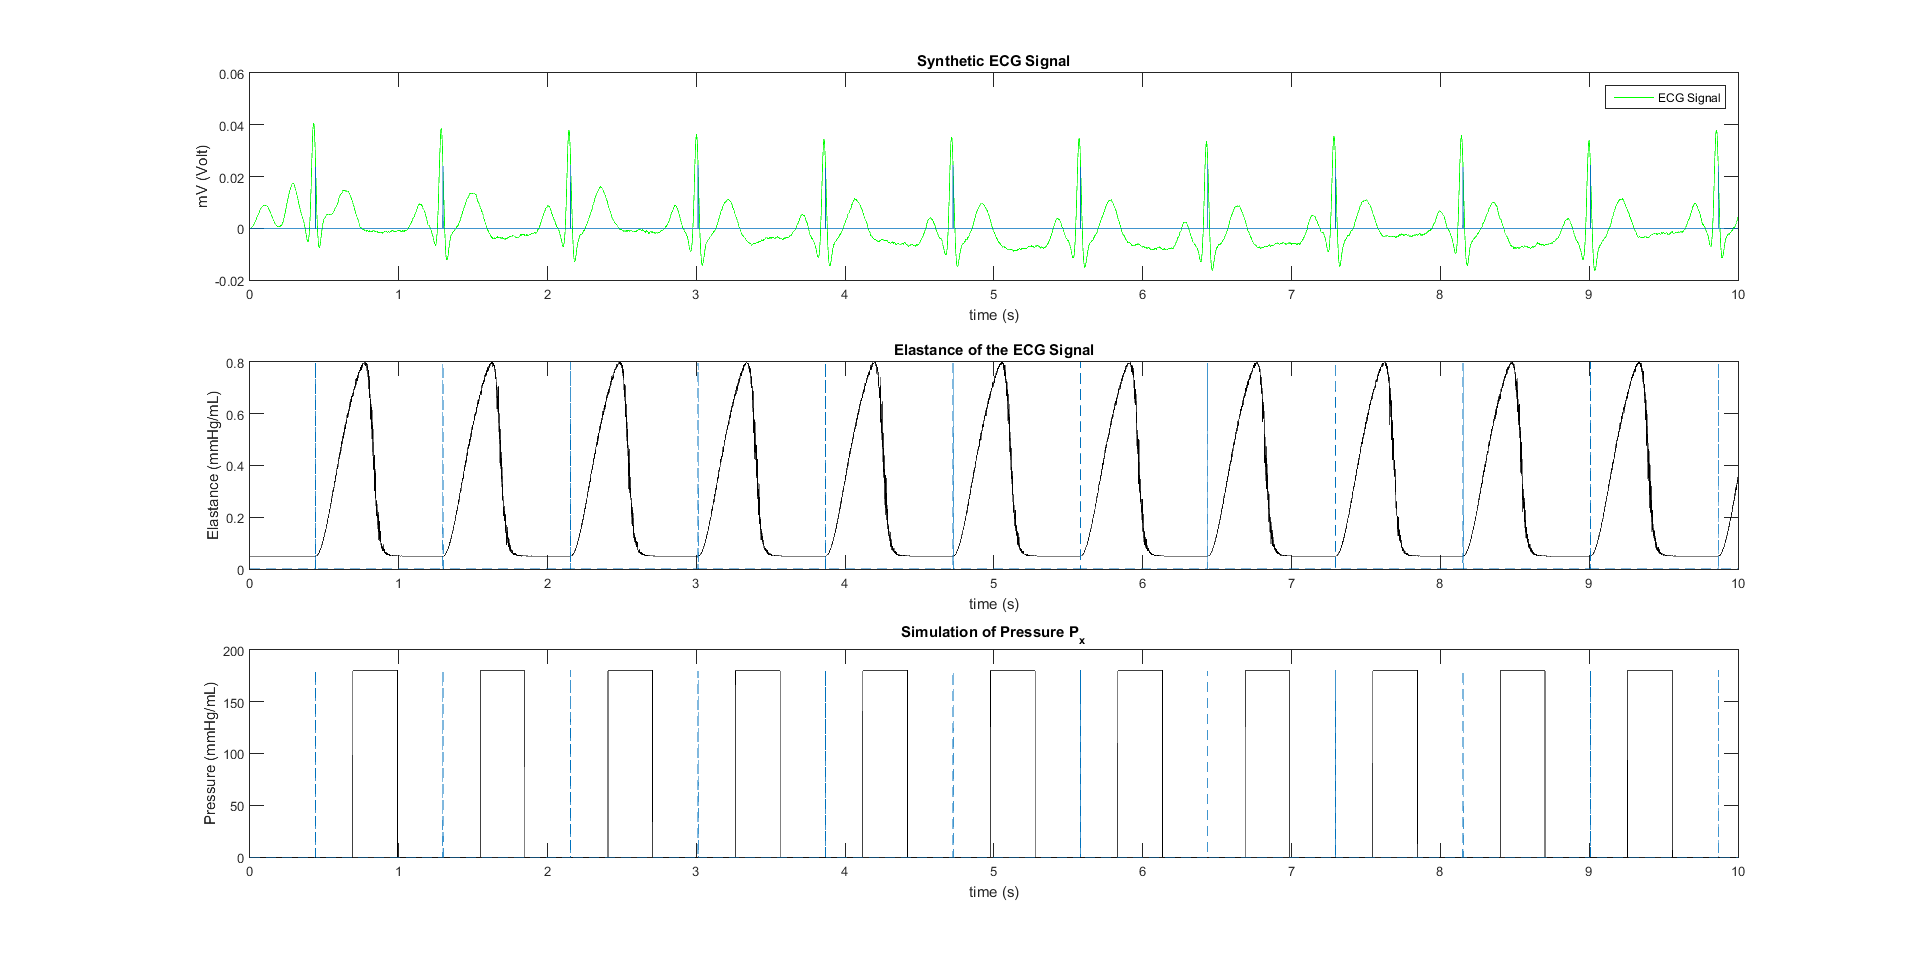 Synthetic ECG Signal
0.06
0.04
0.02
0
-0.02
mV (Volt)
ECG Signal
0 1 2 3 4 5 6 7 8 9 10
time (s)
Elastance of the ECG Signal
0.8
0.6
0.4
0.2
0
Elastance (mmHg/mL)
0 1 2 3 4 5 6 7 8 9 10
time (s)
Simulation of Pressure Px
200
150
100
50
0
Pressure (mmHg/mL)
0 1 2 3 4 5 6 7 8 9 10
time (s)